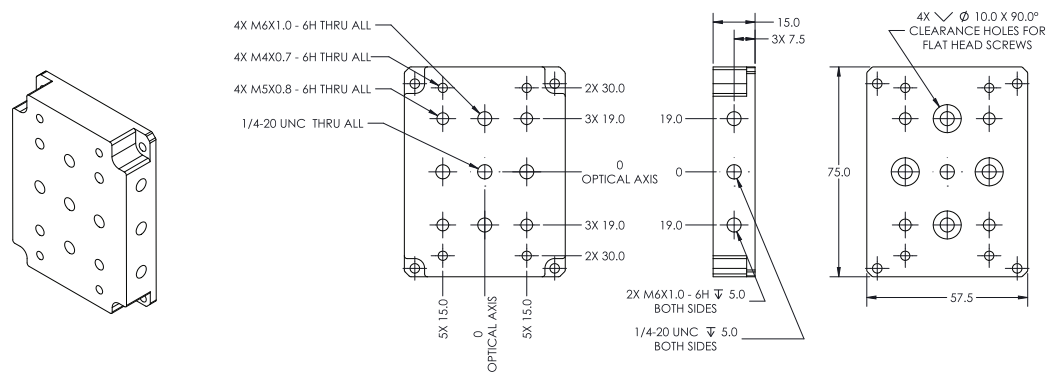 4X M6X1.0 - 6H THRU ALL
4X M4X0.7 - 6H THRU ALL
4X M5X0.8 - 6H THRU ALL
1/4-20 UNC THRU ALL
2X 30.0
3X 19.0
0
OPTICAL AXIS
3X 19.0
2X 30.0
5X 15.0
0
OPTICAL AXIS
5X 15.0
15.0
3X 7.5
19.0
0
19.0
2X M6X1.0 - 6H ↧ 5.0
BOTH SIDES
1/4-20 UNC ↧ 5.0
BOTH SIDES
4X ⌵ Ø 10.0 X 90.0°
CLEARANCE HOLES FOR
FLAT HEAD SCREWS
75.0
57.5